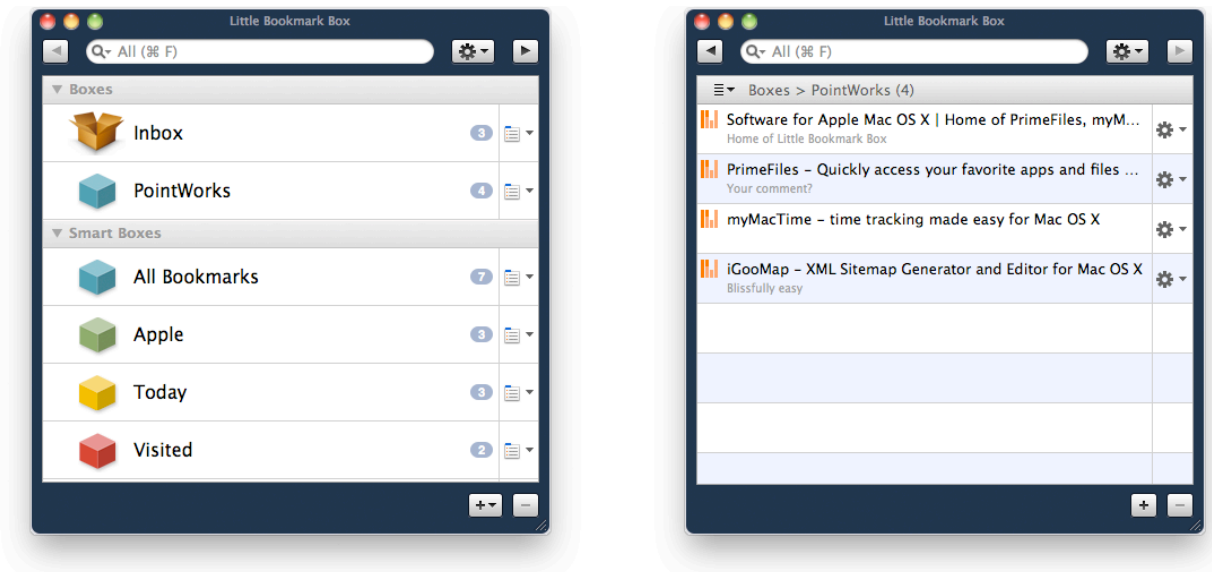 Little Bookmark Box
All (⌘ F)
Boxes
Inbox
3
PointWorks
4
Smart Boxes
All Bookmarks
7
Apple
3
Today
3
Visited
2
Little Bookmark Box
All (⌘ F)
Boxes > PointWorks (4)
Software for Apple Mac OS X | Home of PrimeFiles, myM...
Home of Little Bookmark Box
PrimeFiles – Quickly access your favorite apps and files ...
Your comment?
myMacTime – time tracking made easy for Mac OS X
iGooMap – XML Sitemap Generator and Editor for Mac OS X
Blissfully easy